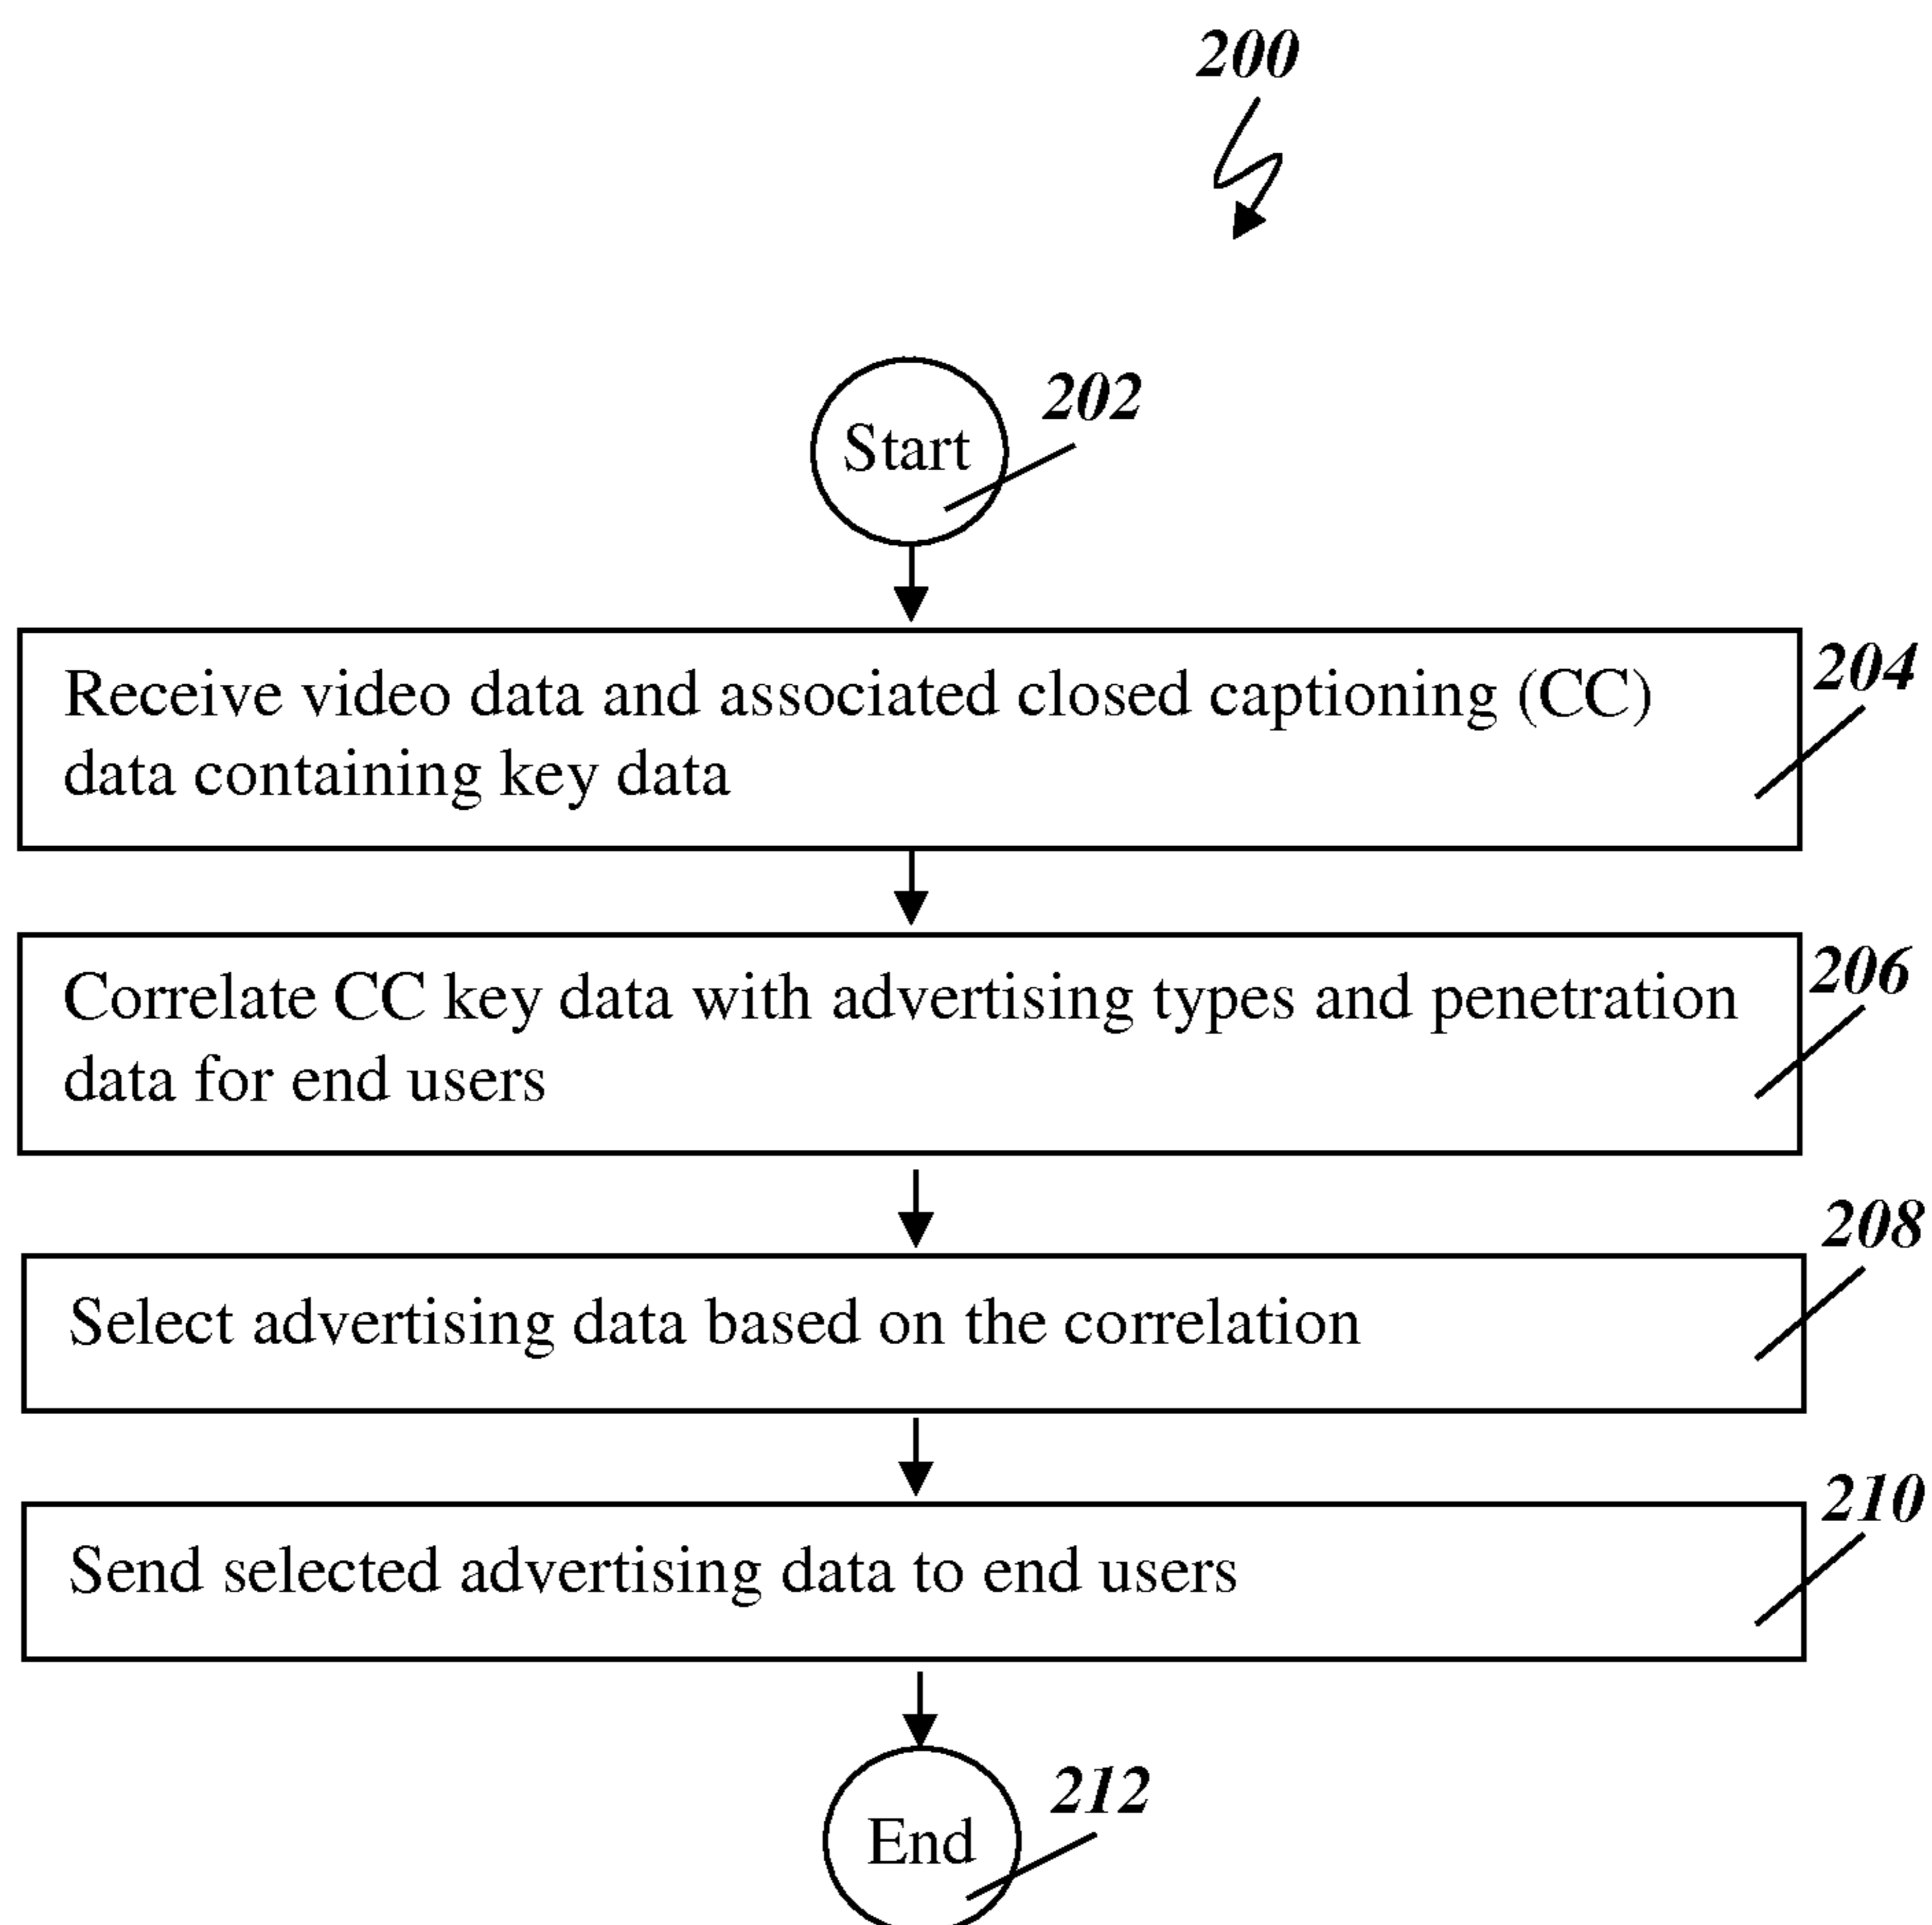 200
202
Start
204
Receive video data and associated closed captioning (CC)
data containing key data
206
Correlate CC key data with advertising types and penetration
data for end users
208
Select advertising data based on the correlation
210
Send selected advertising data to end users
212
End